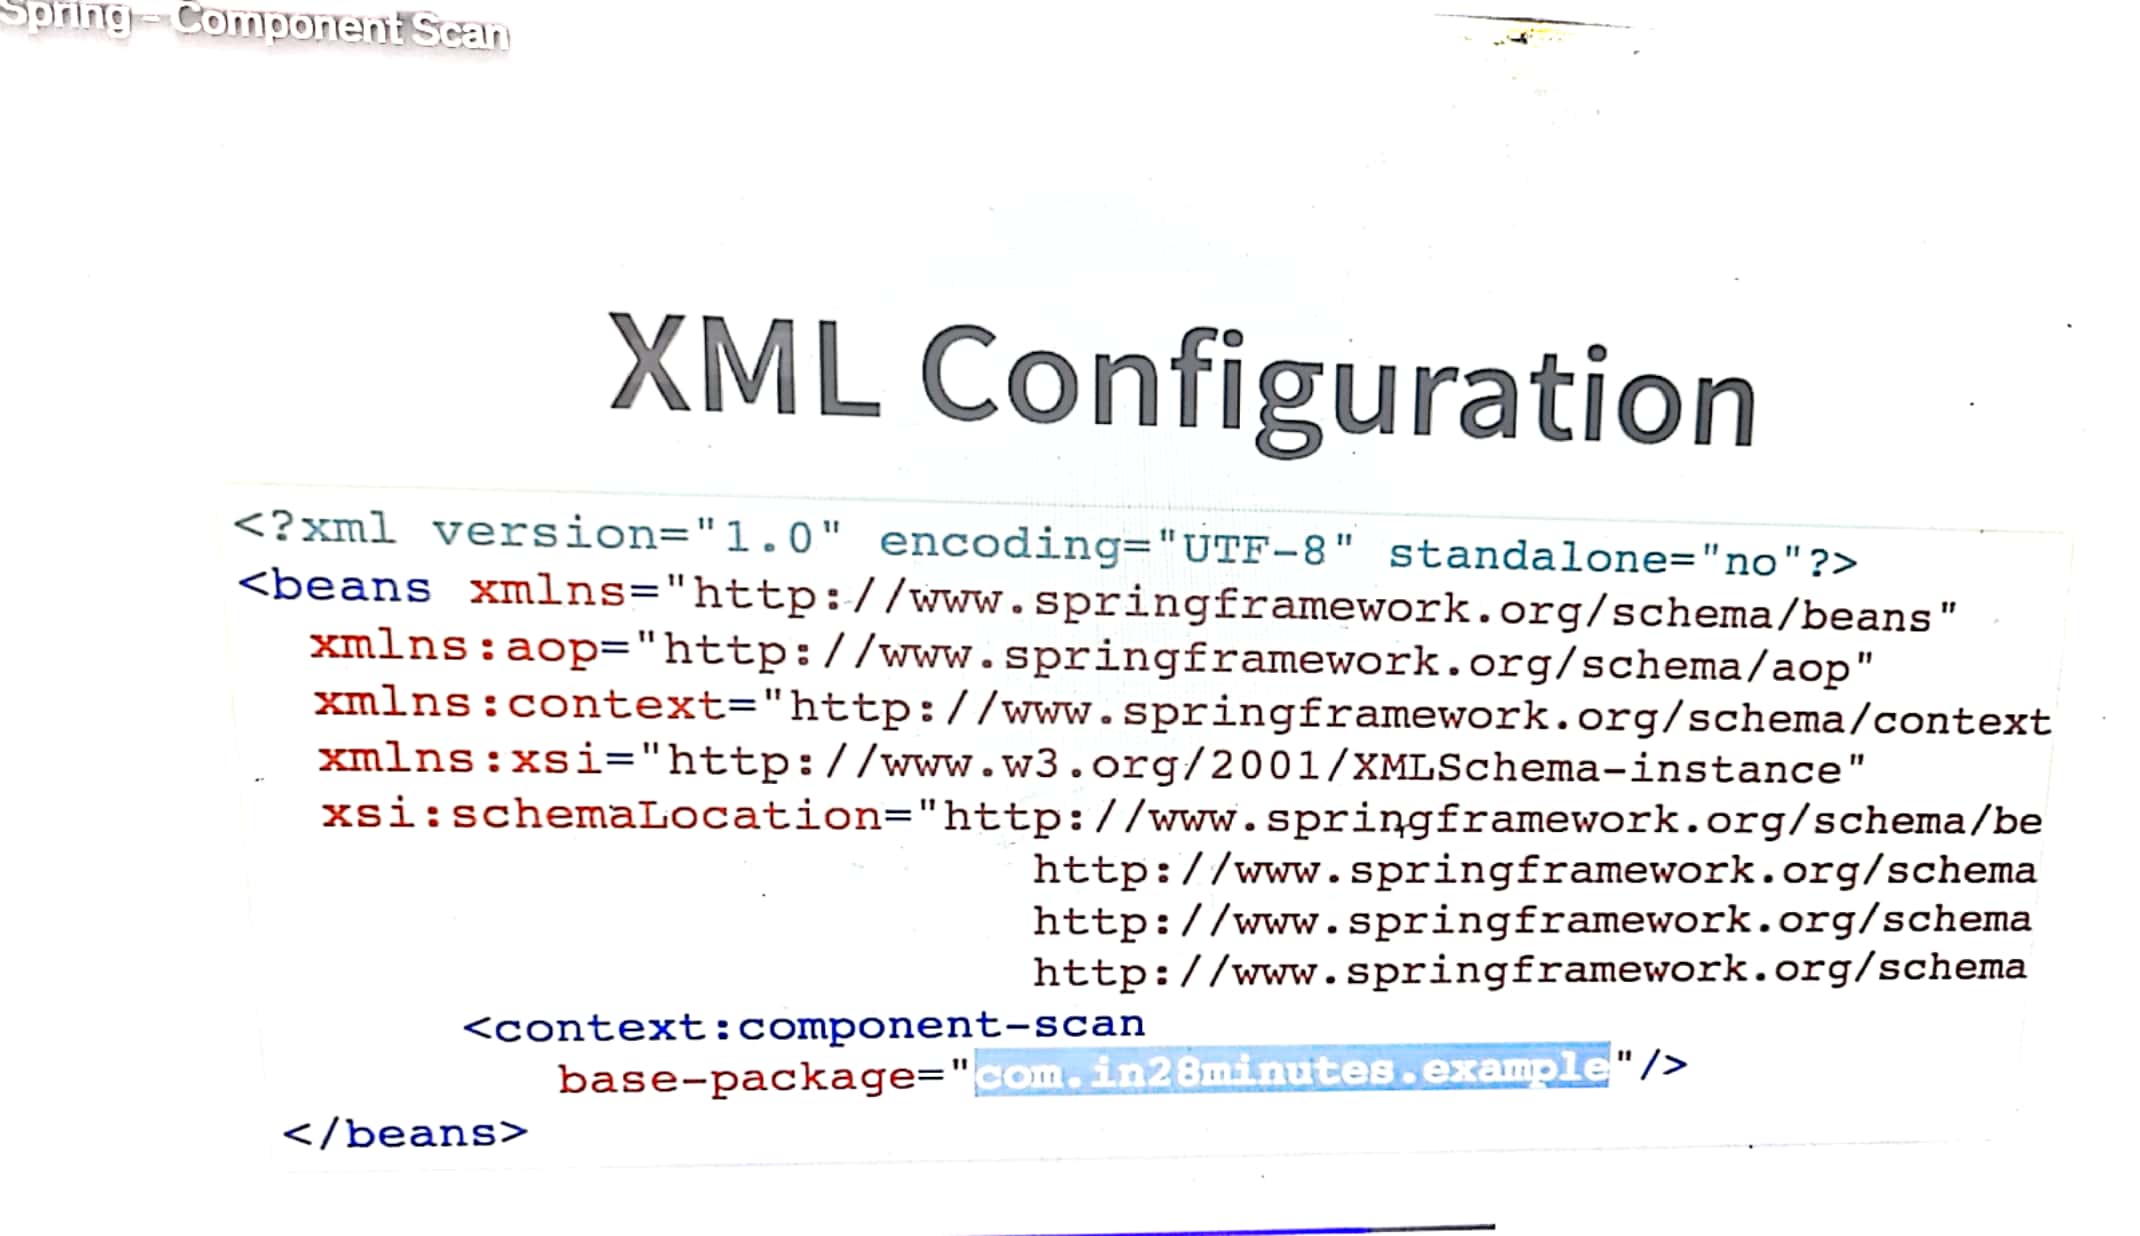 Spring - Component Scan
XML Configuration
<?xml version="1.0" encoding="UTF-8" standalone="no"?>
<beans xmlns="http://www.springframework.org/schema/beans"
xmlns:aop="http://www.springframework.org/schema/aop"
xmlns:context="http://www.springframework.org/schema/context
xmlns:xsi="http://www.w3.org/2001/XMLSchema-instance"
xsi:schemaLocation="http://www.springframework.org/schema/be
http://www.springframework.org/schema
http://www.springframework.org/schema
http://www.springframework.org/schema
<context:component-scan
base-package="com.in28minutes.example"/>
</beans>